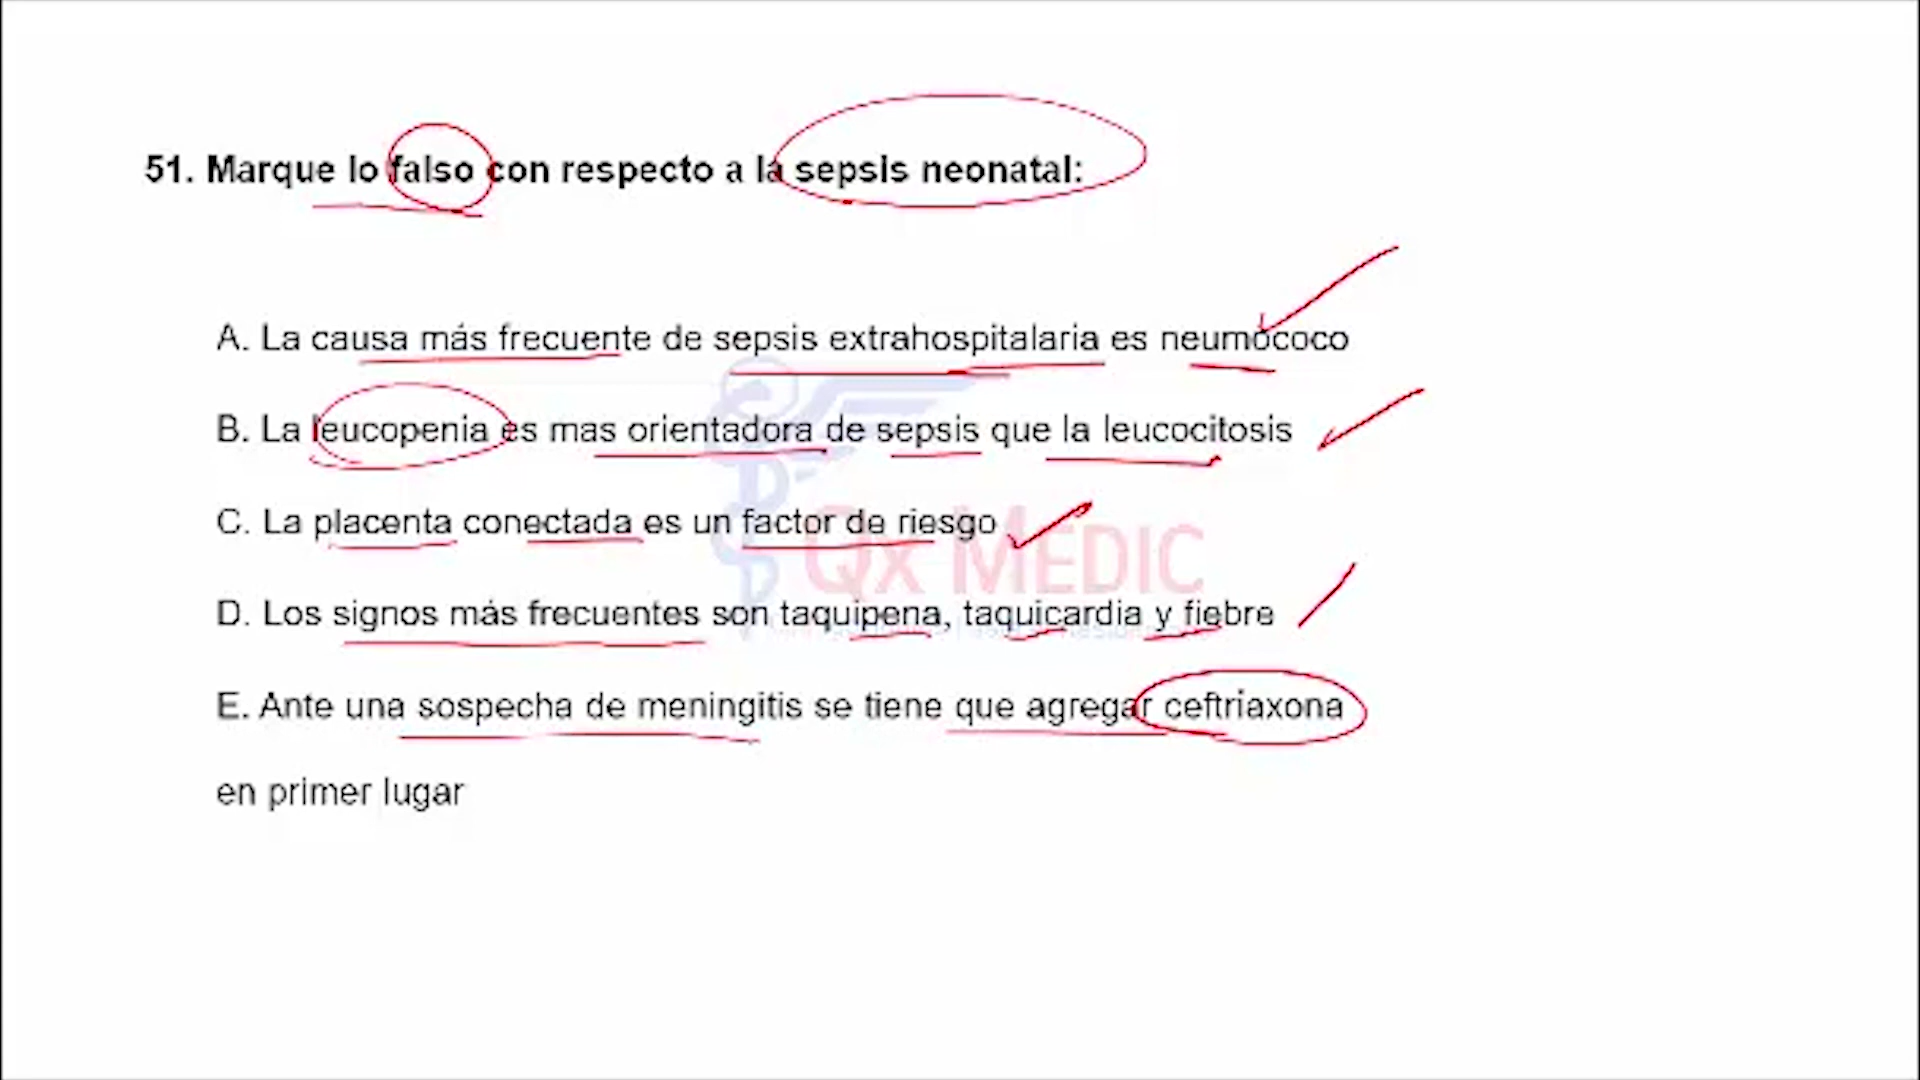 51. Marque lo falso con respecto a la sepsis neonatal:
A. La causa más frecuente de sepsis extrahospitalaria es neumococo
B. La leucopenia es mas orientadora de sepsis que la leucocitosis
Qx MEDIC
C. La placenta conectada es un factor de riesgo
D. Los signos más frecuentes son taquipena, taquicardia y fiebre
E. Ante una sospecha de meningitis se tiene que agregar ceftriaxona
en primer lugar